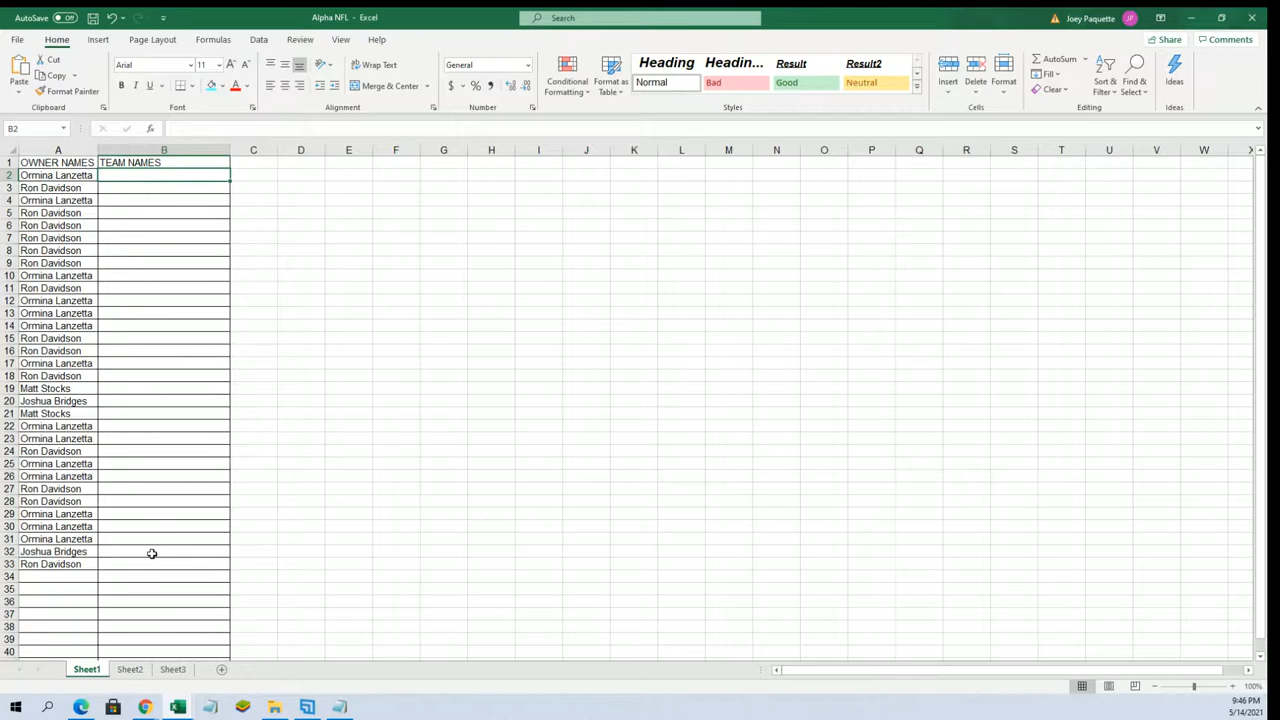 AutoSave Off Alpha NFL - Excel Search Joey Paquette JP
File Home Insert Page Layout Formulas Data Review View Help Share Comments
Paste Cut Copy Format Painter Clipboard
Arial 11 A A B I U A Font
Wrap Text Merge & Center Alignment
General $ % , Number
Conditional Formatting Format as Table
Heading Headin... Result Result2
Normal Bad Good Neutral Styles
Insert Delete Format Cells
AutoSum Fill Clear Sort & Filter Find & Select Editing
Ideas Ideas
B2 fx
A B C D E F G H I J K L M N O P Q R S T U V W X
1 OWNER NAMES TEAM NAMES
2 Ormina Lanzetta
3 Ron Davidson
4 Ormina Lanzetta
5 Ron Davidson
6 Ron Davidson
7 Ron Davidson
8 Ron Davidson
9 Ron Davidson
10 Ormina Lanzetta
11 Ron Davidson
12 Ormina Lanzetta
13 Ormina Lanzetta
14 Ormina Lanzetta
15 Ron Davidson
16 Ron Davidson
17 Ormina Lanzetta
18 Ron Davidson
19 Matt Stocks
20 Joshua Bridges
21 Matt Stocks
22 Ormina Lanzetta
23 Ormina Lanzetta
24 Ron Davidson
25 Ormina Lanzetta
26 Ormina Lanzetta
27 Ron Davidson
28 Ron Davidson
29 Ormina Lanzetta
30 Ormina Lanzetta
31 Ormina Lanzetta
32 Joshua Bridges
33 Ron Davidson
34
35
36
37
38
39
40
Sheet1 Sheet2 Sheet3
100%
9:46 PM
5/14/2021